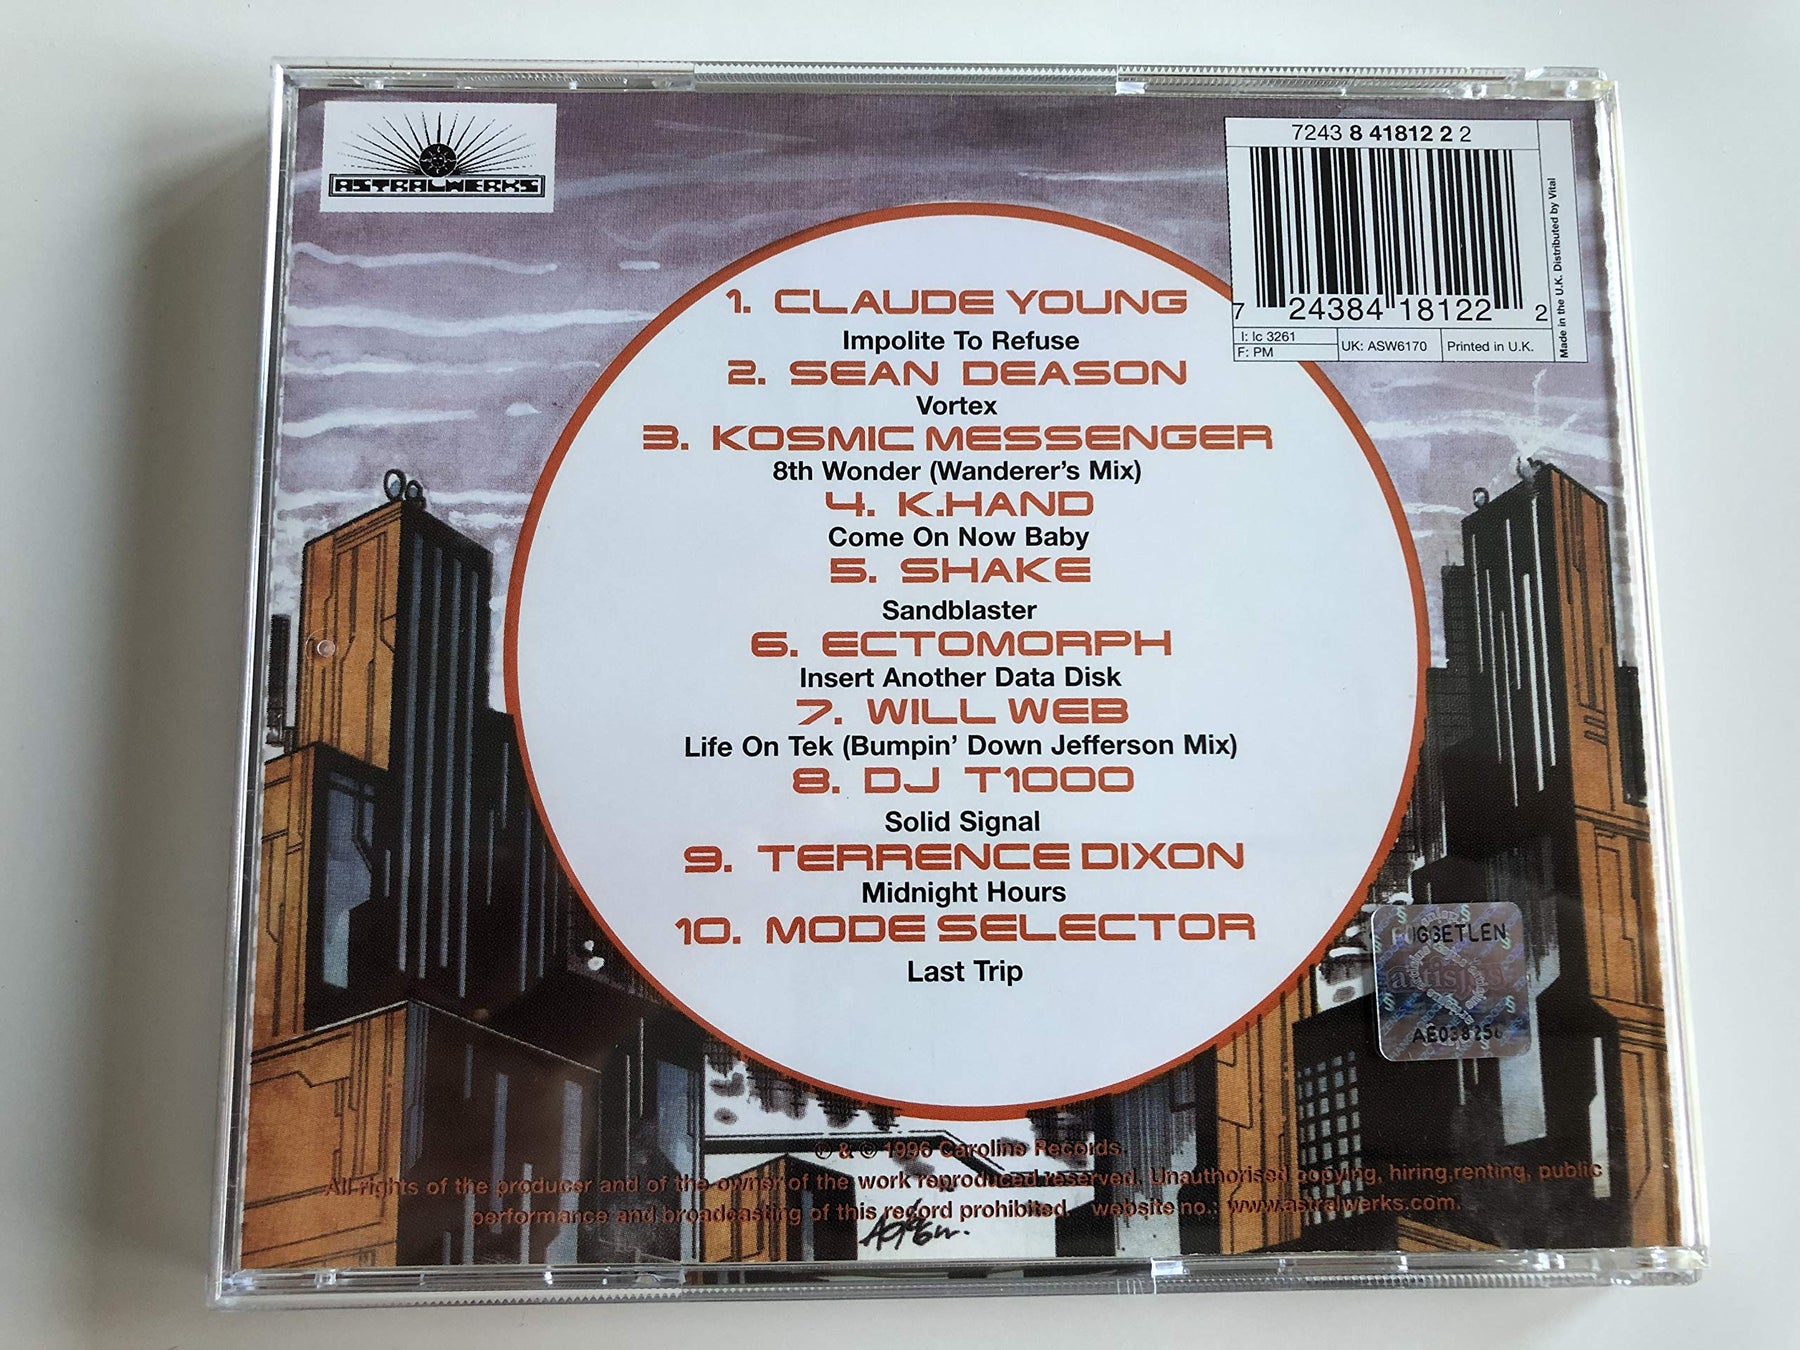 ASTRALWERKS
7243 8 41812 2 2
7 24384 18122 2
I: lc 3261
F: PM
UK: ASW6170
Printed in U.K.
Made in the U.K. Distributed by Vital
1. CLAUDE YOUNG
Impolite To Refuse
2. SEAN DEASON
Vortex
3. KOSMIC MESSENGER
8th Wonder (Wanderer's Mix)
4. K.HAND
Come On Now Baby
5. SHAKE
Sandblaster
6. ECTOMORPH
Insert Another Data Disk
7. WILL WEB
Life On Tek (Bumpin' Down Jefferson Mix)
8. DJ T1000
Solid Signal
9. TERRENCE DIXON
Midnight Hours
10. MODE SELECTOR
Last Trip
artisjus
℗ & © 1996 Caroline Records.
All rights of the producer and of the owner of the work reproduced reserved. Unauthorised copying, hiring,renting, public
performance and broadcasting of this record prohibited. website no.: www.astralwerks.com.